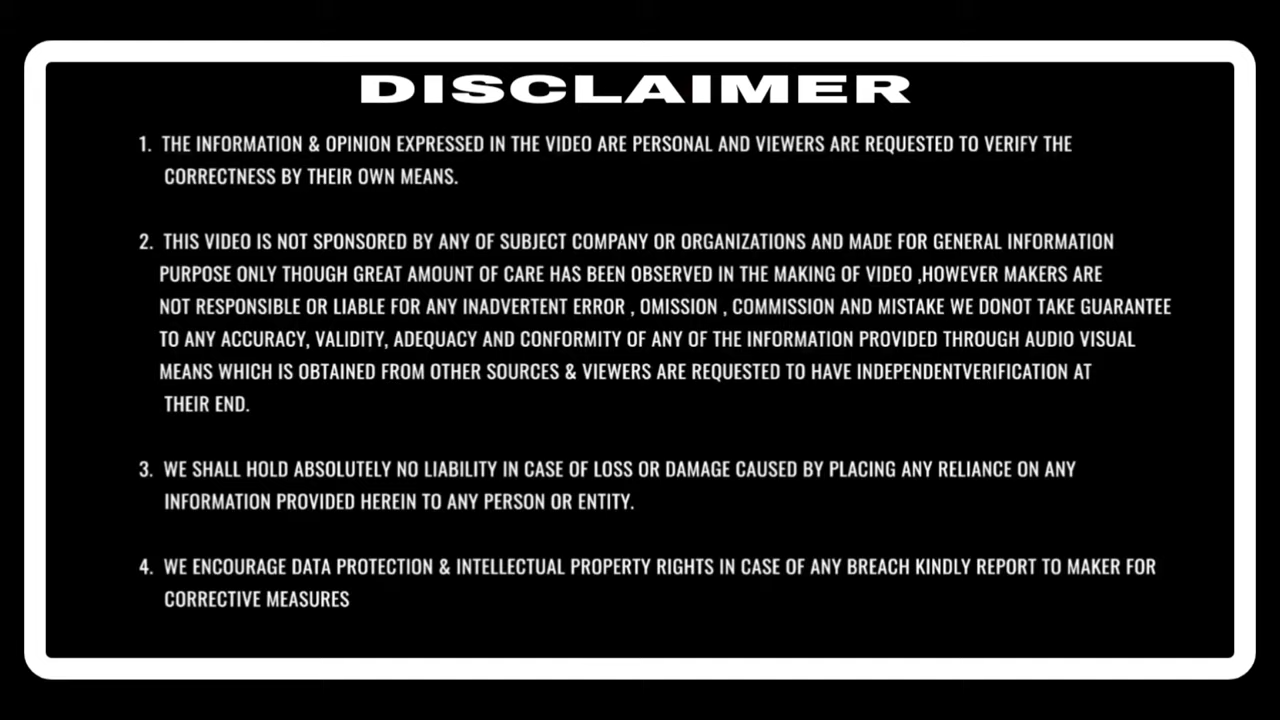 DISCLAIMER
1. THE INFORMATION & OPINION EXPRESSED IN THE VIDEO ARE PERSONAL AND VIEWERS ARE REQUESTED TO VERIFY THE
CORRECTNESS BY THEIR OWN MEANS.
2. THIS VIDEO IS NOT SPONSORED BY ANY OF SUBJECT COMPANY OR ORGANIZATIONS AND MADE FOR GENERAL INFORMATION
PURPOSE ONLY THOUGH GREAT AMOUNT OF CARE HAS BEEN OBSERVED IN THE MAKING OF VIDEO ,HOWEVER MAKERS ARE
NOT RESPONSIBLE OR LIABLE FOR ANY INADVERTENT ERROR , OMISSION , COMMISSION AND MISTAKE WE DONOT TAKE GUARANTEE
TO ANY ACCURACY, VALIDITY, ADEQUACY AND CONFORMITY OF ANY OF THE INFORMATION PROVIDED THROUGH AUDIO VISUAL
MEANS WHICH IS OBTAINED FROM OTHER SOURCES & VIEWERS ARE REQUESTED TO HAVE INDEPENDENTVERIFICATION AT
THEIR END.
3. WE SHALL HOLD ABSOLUTELY NO LIABILITY IN CASE OF LOSS OR DAMAGE CAUSED BY PLACING ANY RELIANCE ON ANY
INFORMATION PROVIDED HEREIN TO ANY PERSON OR ENTITY.
4. WE ENCOURAGE DATA PROTECTION & INTELLECTUAL PROPERTY RIGHTS IN CASE OF ANY BREACH KINDLY REPORT TO MAKER FOR
CORRECTIVE MEASURES